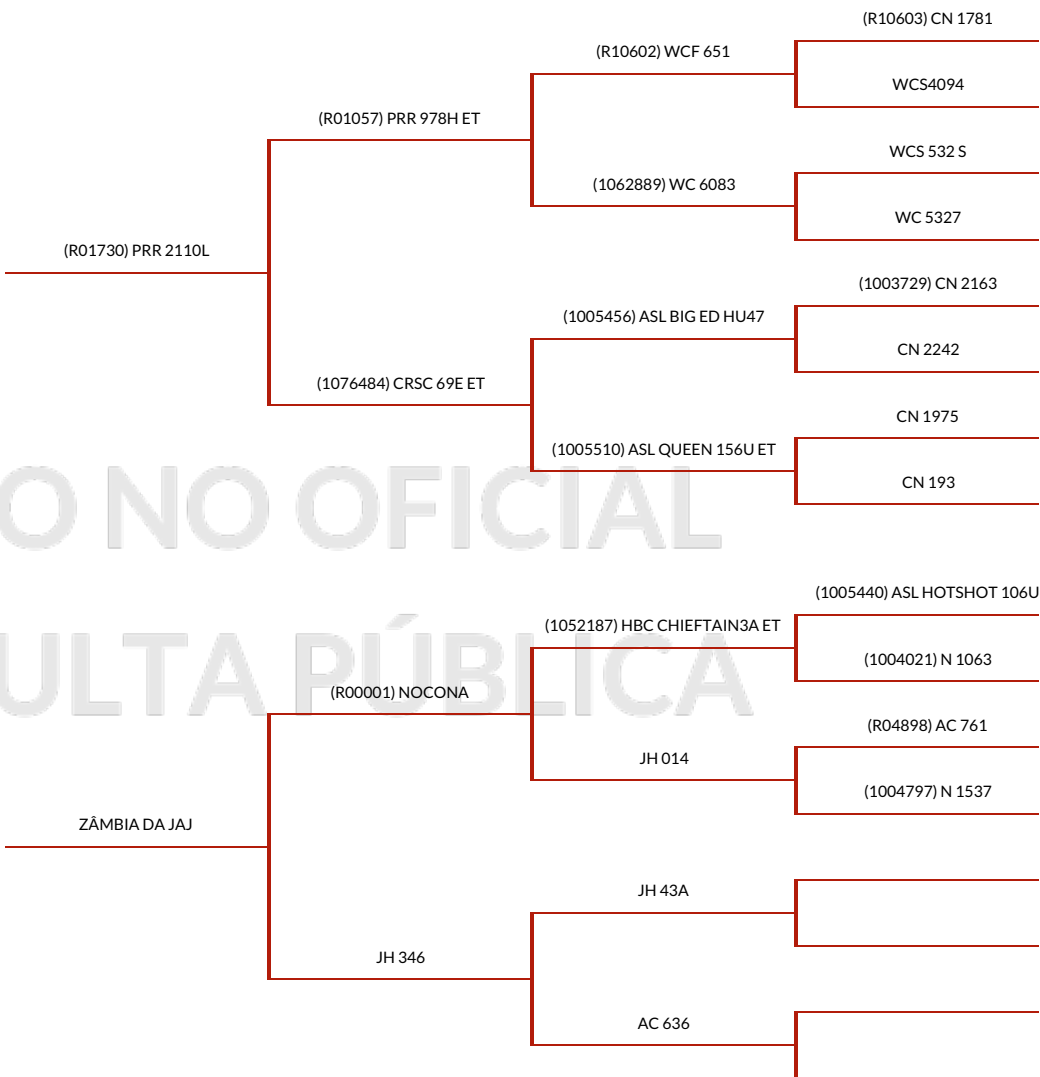 (R10603) CN 1781
(R10602) WCF 651
WCS4094
(R01057) PRR 978H ET
WCS 532 S
(1062889) WC 6083
WC 5327
(R01730) PRR 2110L
(1003729) CN 2163
(1005456) ASL BIG ED HU47
CN 2242
(1076484) CRSC 69E ET
CN 1975
(1005510) ASL QUEEN 156U ET
CN 193
O NO OFICIAL
(1005440) ASL HOTSHOT 106U
(1052187) HBC CHIEFTAIN3A ET
(1004021) N 1063
ULTA PÚBLICA
(R00001) NOCONA
(R04898) AC 761
JH 014
(1004797) N 1537
ZÂMBIA DA JAJ
JH 43A
JH 346
AC 636